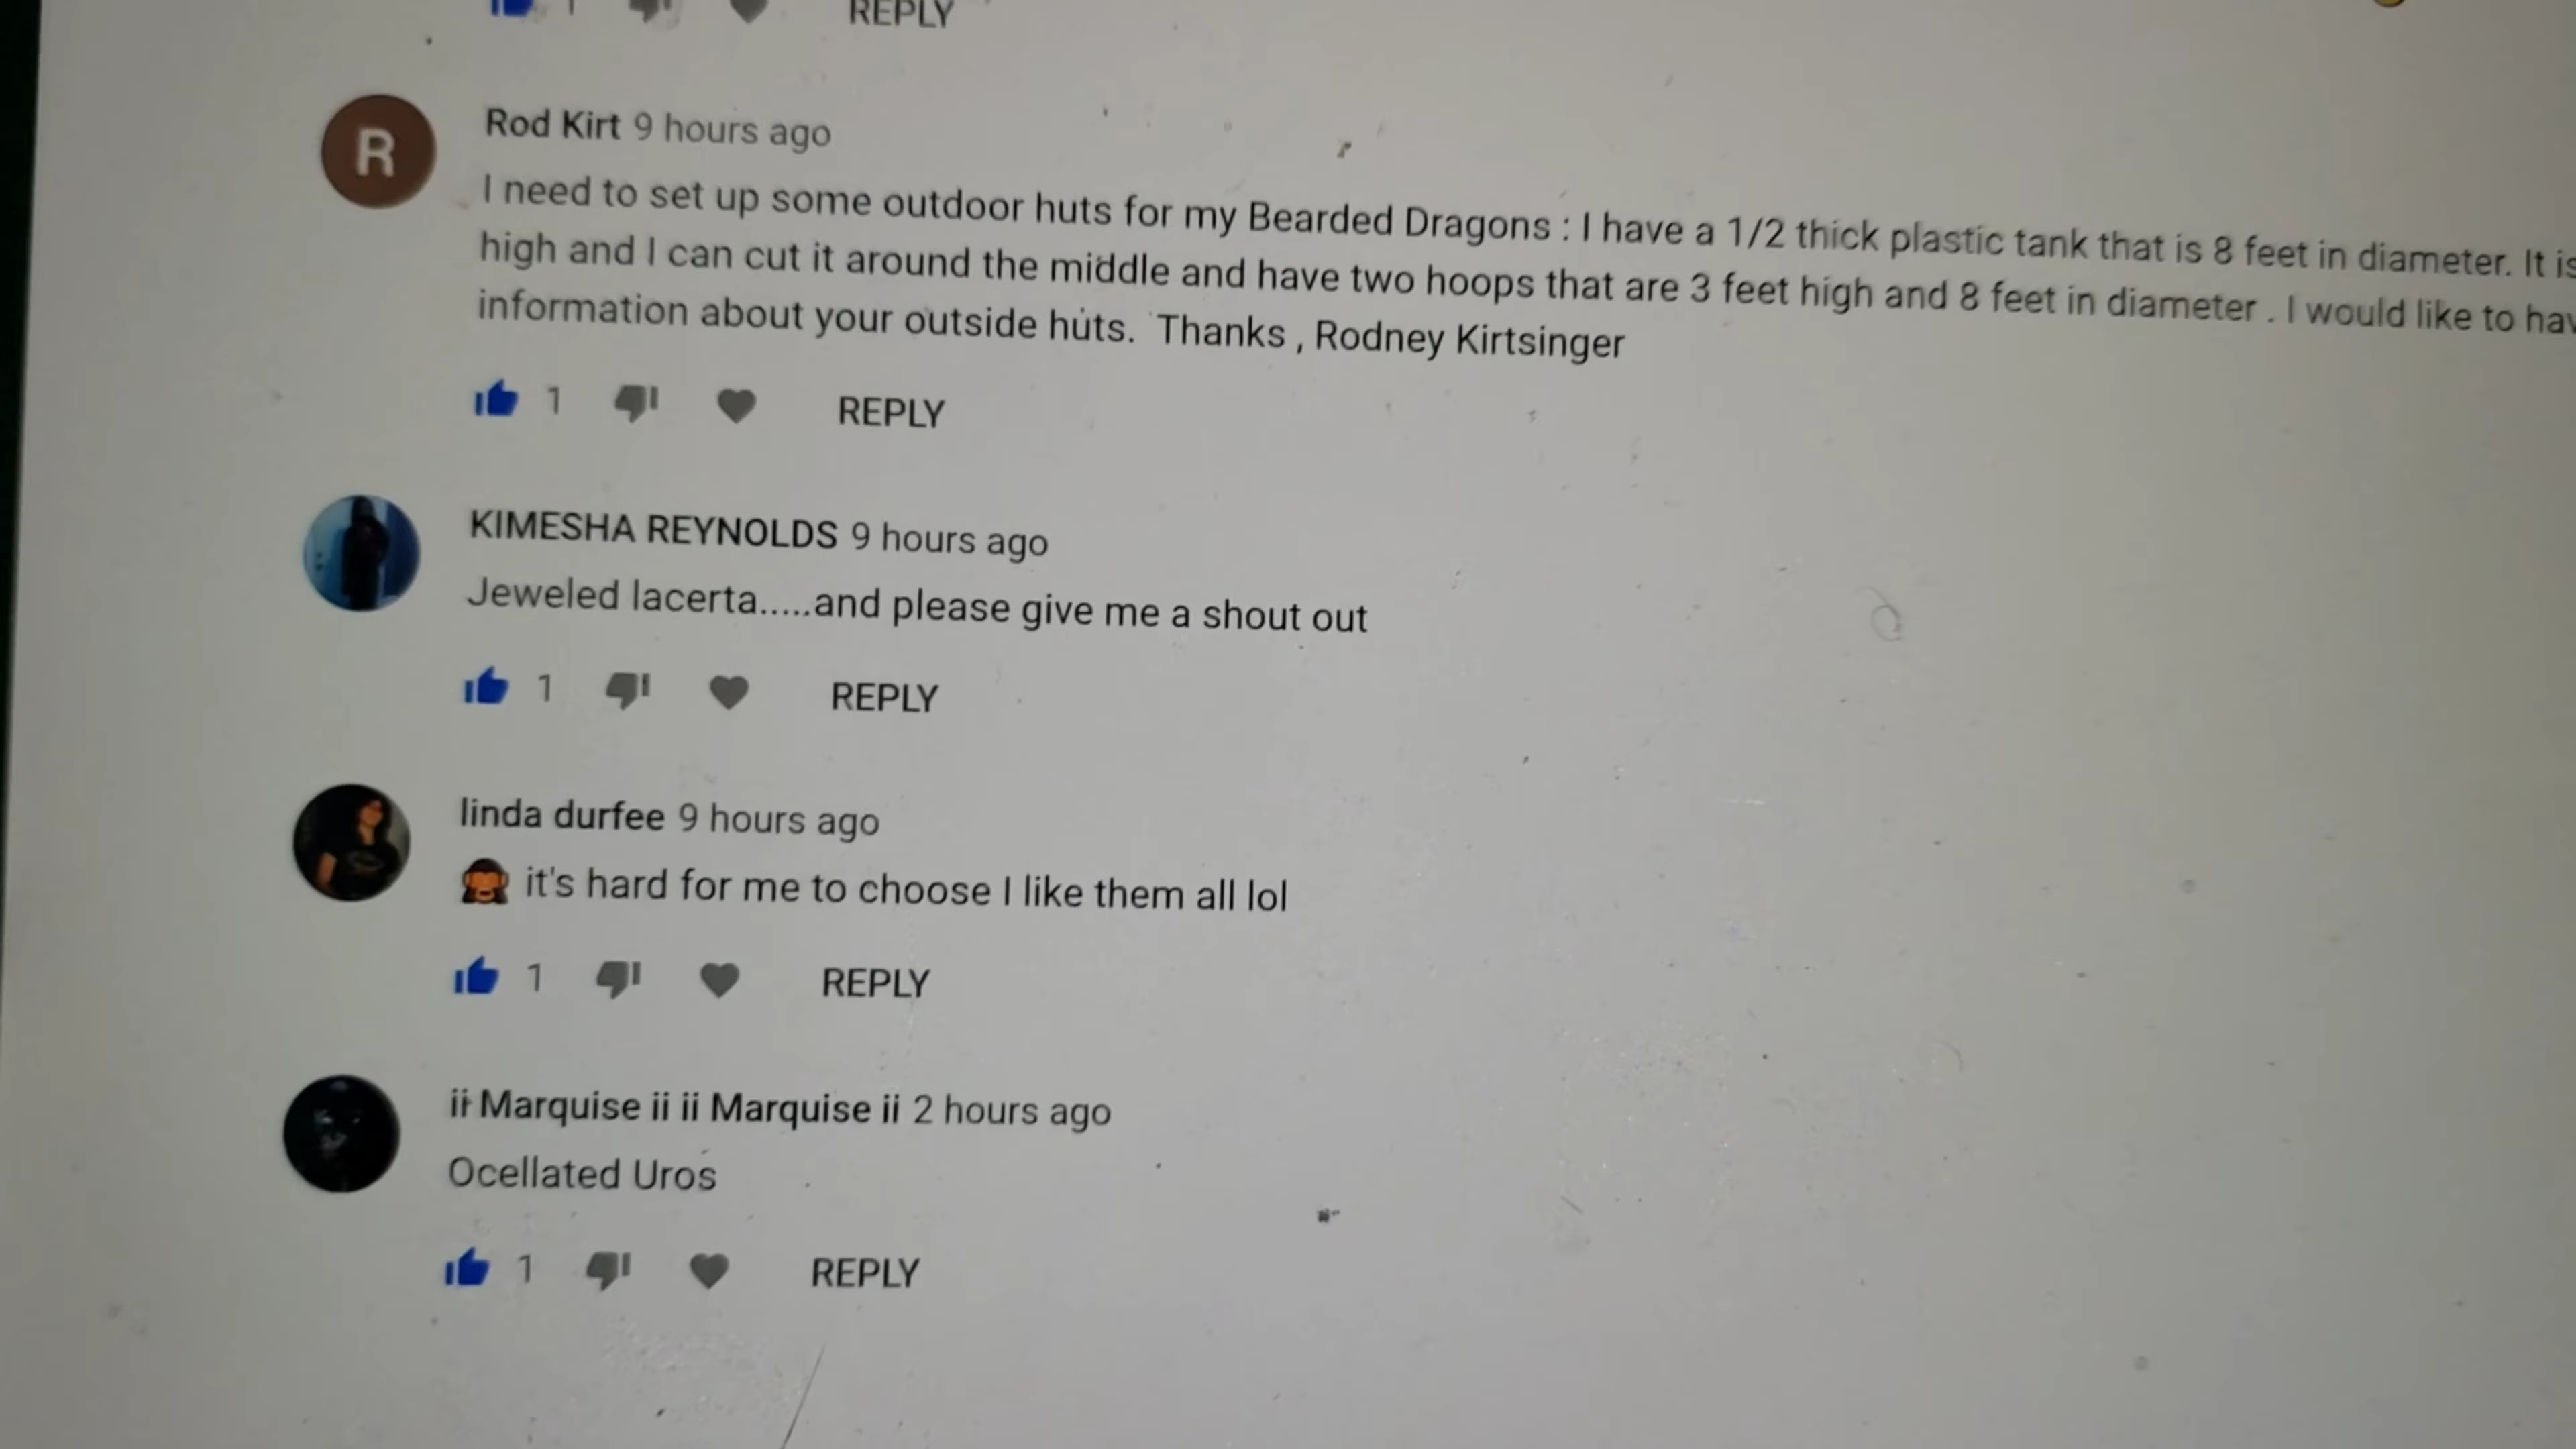 1 REPLY
R
Rod Kirt 9 hours ago
I need to set up some outdoor huts for my Bearded Dragons : I have a 1/2 thick plastic tank that is 8 feet in diameter. It is
high and I can cut it around the middle and have two hoops that are 3 feet high and 8 feet in diameter . I would like to hav
information about your outside huts. Thanks , Rodney Kirtsinger
1 REPLY
KIMESHA REYNOLDS 9 hours ago
Jeweled lacerta.....and please give me a shout out
1 REPLY
linda durfee 9 hours ago
🙈 it's hard for me to choose I like them all lol
1 REPLY
ii Marquise ii ii Marquise ii 2 hours ago
Ocellated Uros
1 REPLY